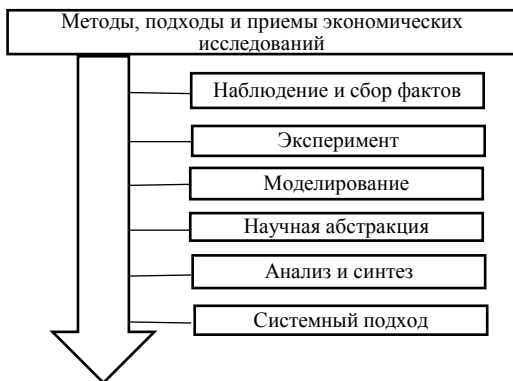 Методы, подходы и приемы экономических
исследований
Наблюдение и сбор фактов
Эксперимент
Моделирование
Научная абстракция
Анализ и синтез
Системный подход